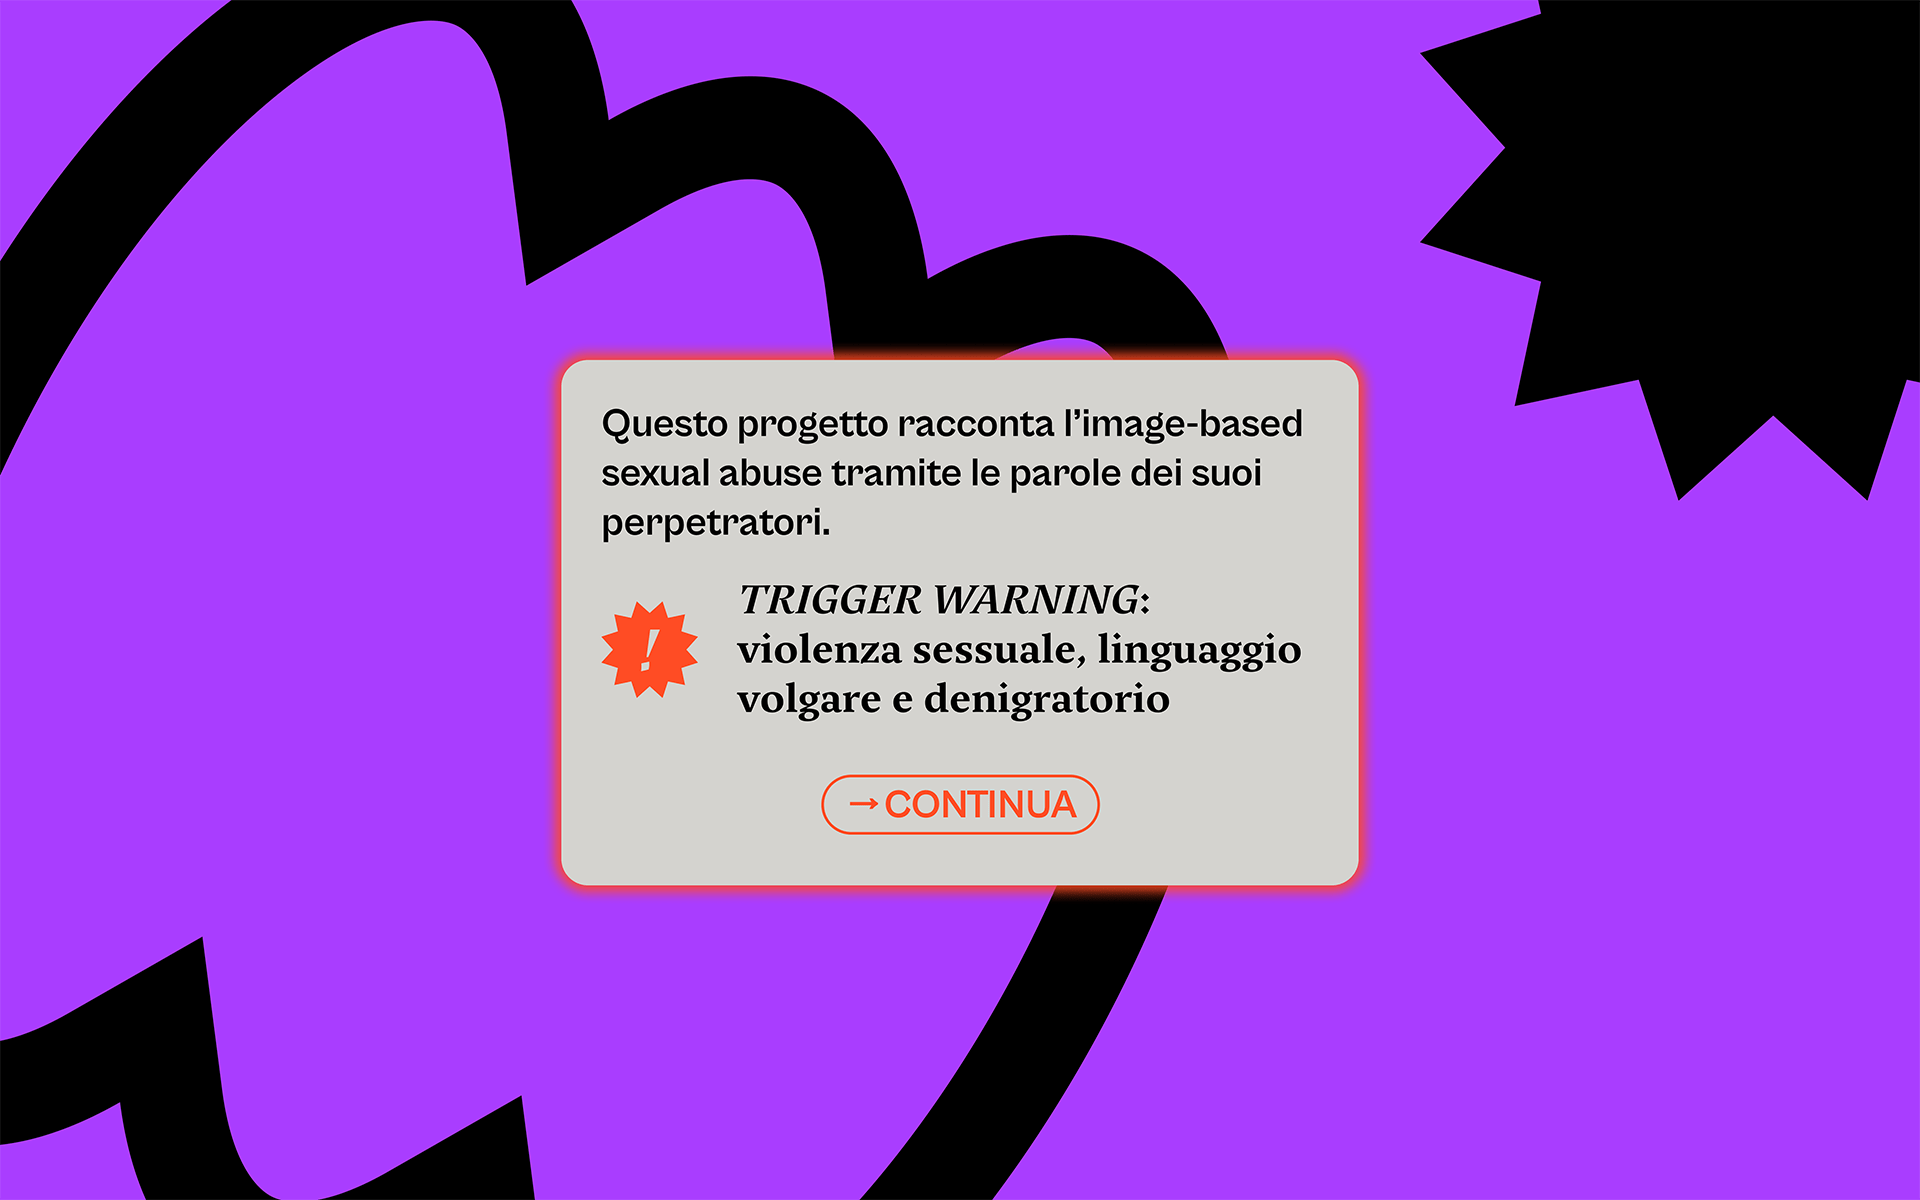 Questo progetto racconta l’image-based
sexual abuse tramite le parole dei suoi
perpetratori.
!
TRIGGER WARNING:
violenza sessuale, linguaggio
volgare e denigratorio
→CONTINUA